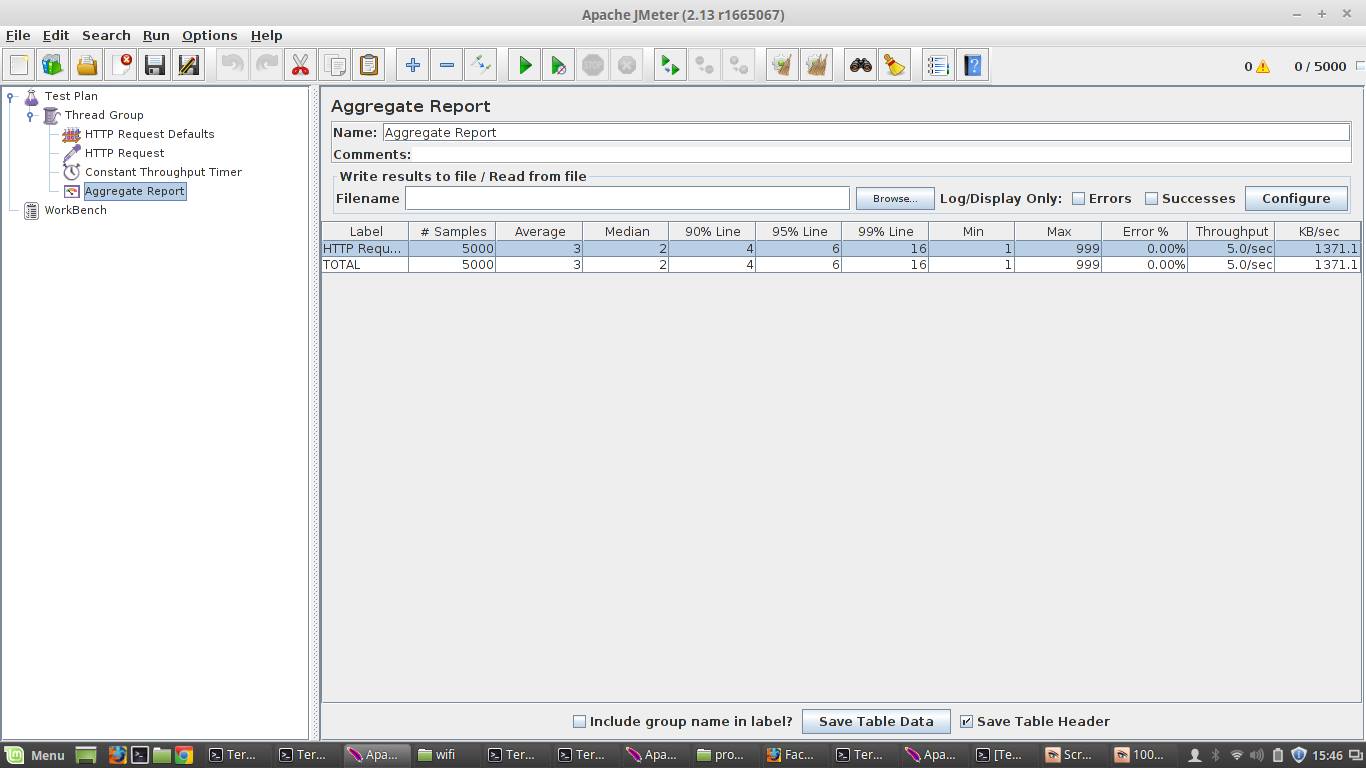 Apache JMeter (2.13 r1665067)
File Edit Search Run Options Help
STOP
0 0 / 5000
Test Plan
Thread Group
HTTP Request Defaults
HTTP Request
Constant Throughput Timer
Aggregate Report
WorkBench
Aggregate Report
Name: Aggregate Report
Comments:
Write results to file / Read from file
Filename Browse... Log/Display Only: Errors Successes Configure
Label # Samples Average Median 90% Line 95% Line 99% Line Min Max Error % Throughput KB/sec
HTTP Requ... 5000 3 2 4 6 16 1 999 0.00% 5.0/sec 1371.1
TOTAL 5000 3 2 4 6 16 1 999 0.00% 5.0/sec 1371.1
Include group name in label? Save Table Data Save Table Header
Menu Ter... Ter... Apa... wifi Ter... Ter... Apa... pro... Fac... Ter... Apa... [Te... Scr... 100... 15:46